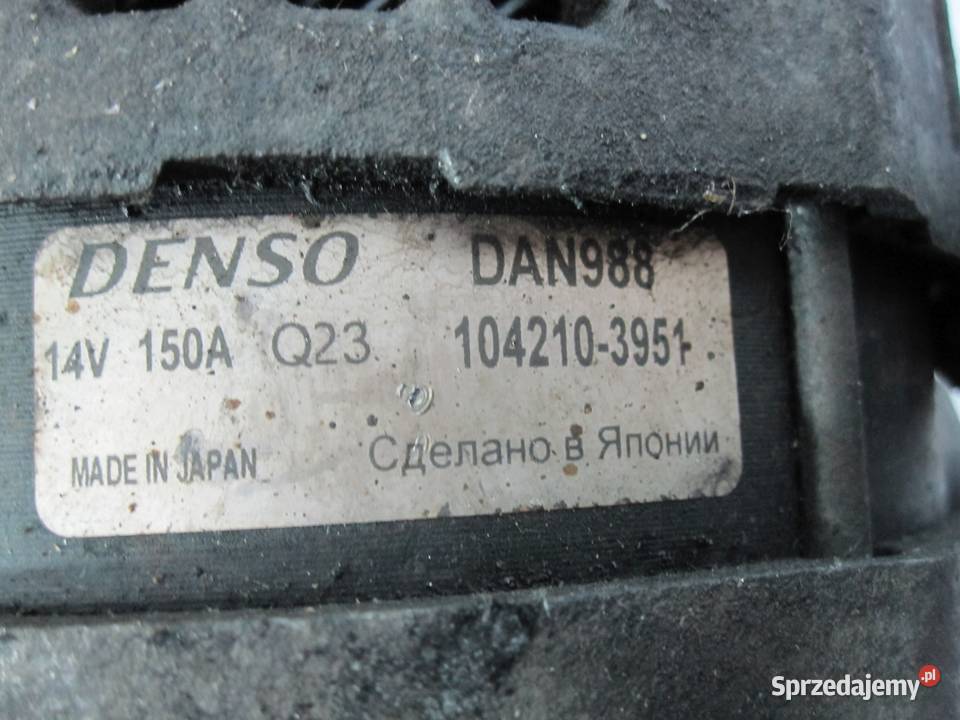 DENSO DAN988
14V 150A Q23 104210-3951
MADE IN JAPAN Сделано в Японии
Sprzedajemy.pl